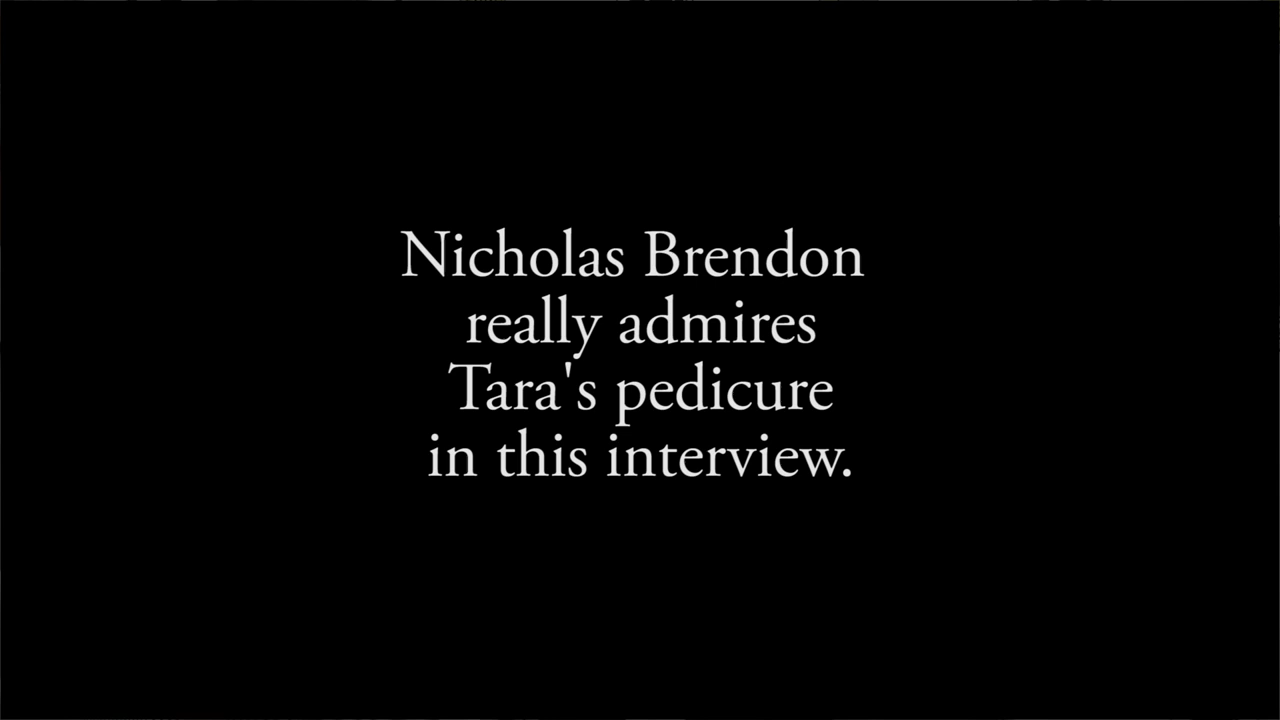 Nicholas Brendon
really admires
Tara's pedicure
in this interview.